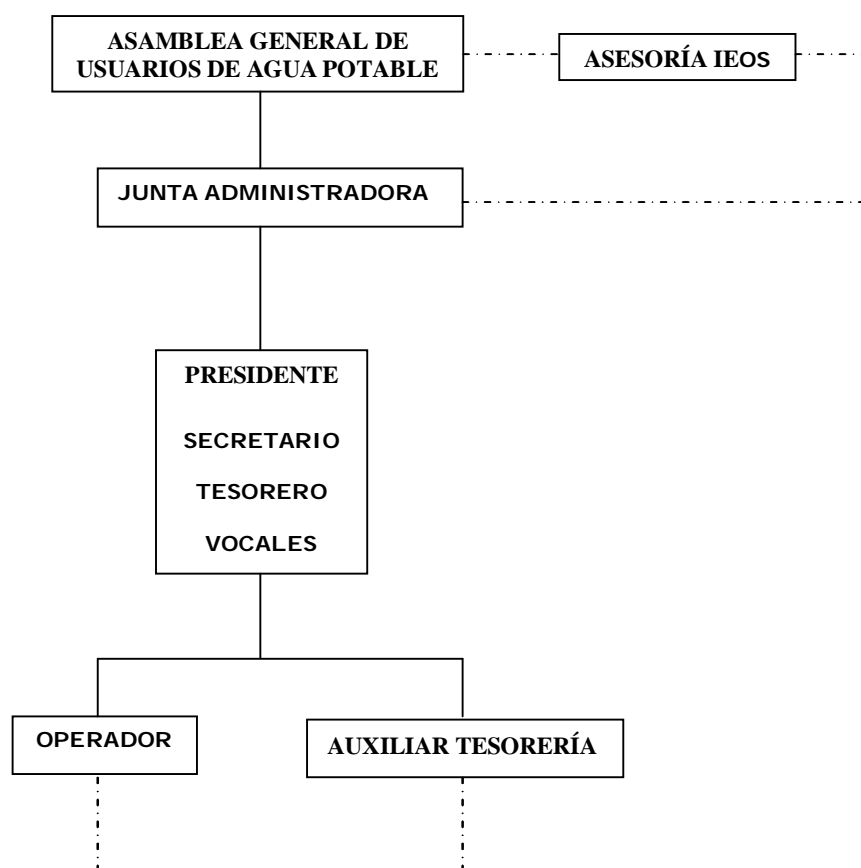 ASAMBLEA GENERAL DE
USUARIOS DE AGUA POTABLE
ASESORÍA IEOS
JUNTA ADMINISTRADORA
PRESIDENTE
SECRETARIO
TESORERO
VOCALES
OPERADOR
AUXILIAR TESORERÍA